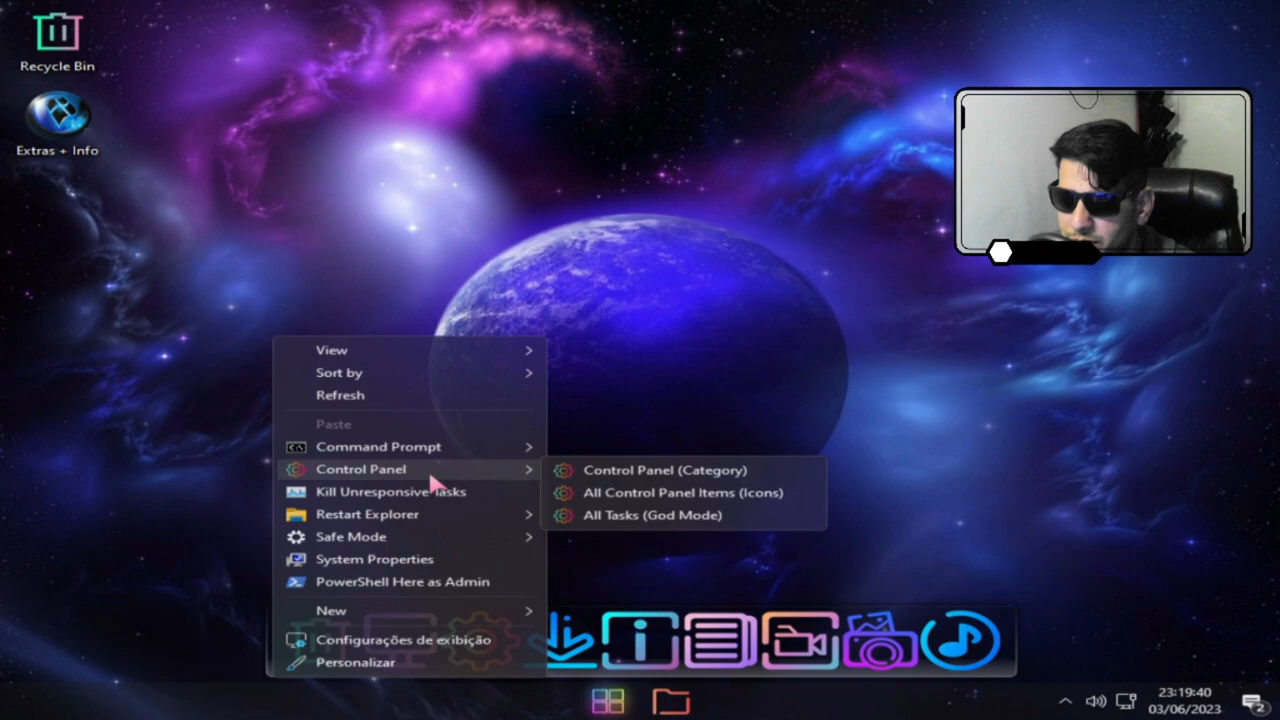 Recycle Bin
Extras + Info
View
Sort by
Refresh
Paste
Command Prompt
Control Panel
Kill Unresponsive Tasks
Restart Explorer
Safe Mode
System Properties
PowerShell Here as Admin
New
Configurações de exibição
Personalizar
Control Panel (Category)
All Control Panel Items (Icons)
All Tasks (God Mode)
23:19:40
03/06/2023
2